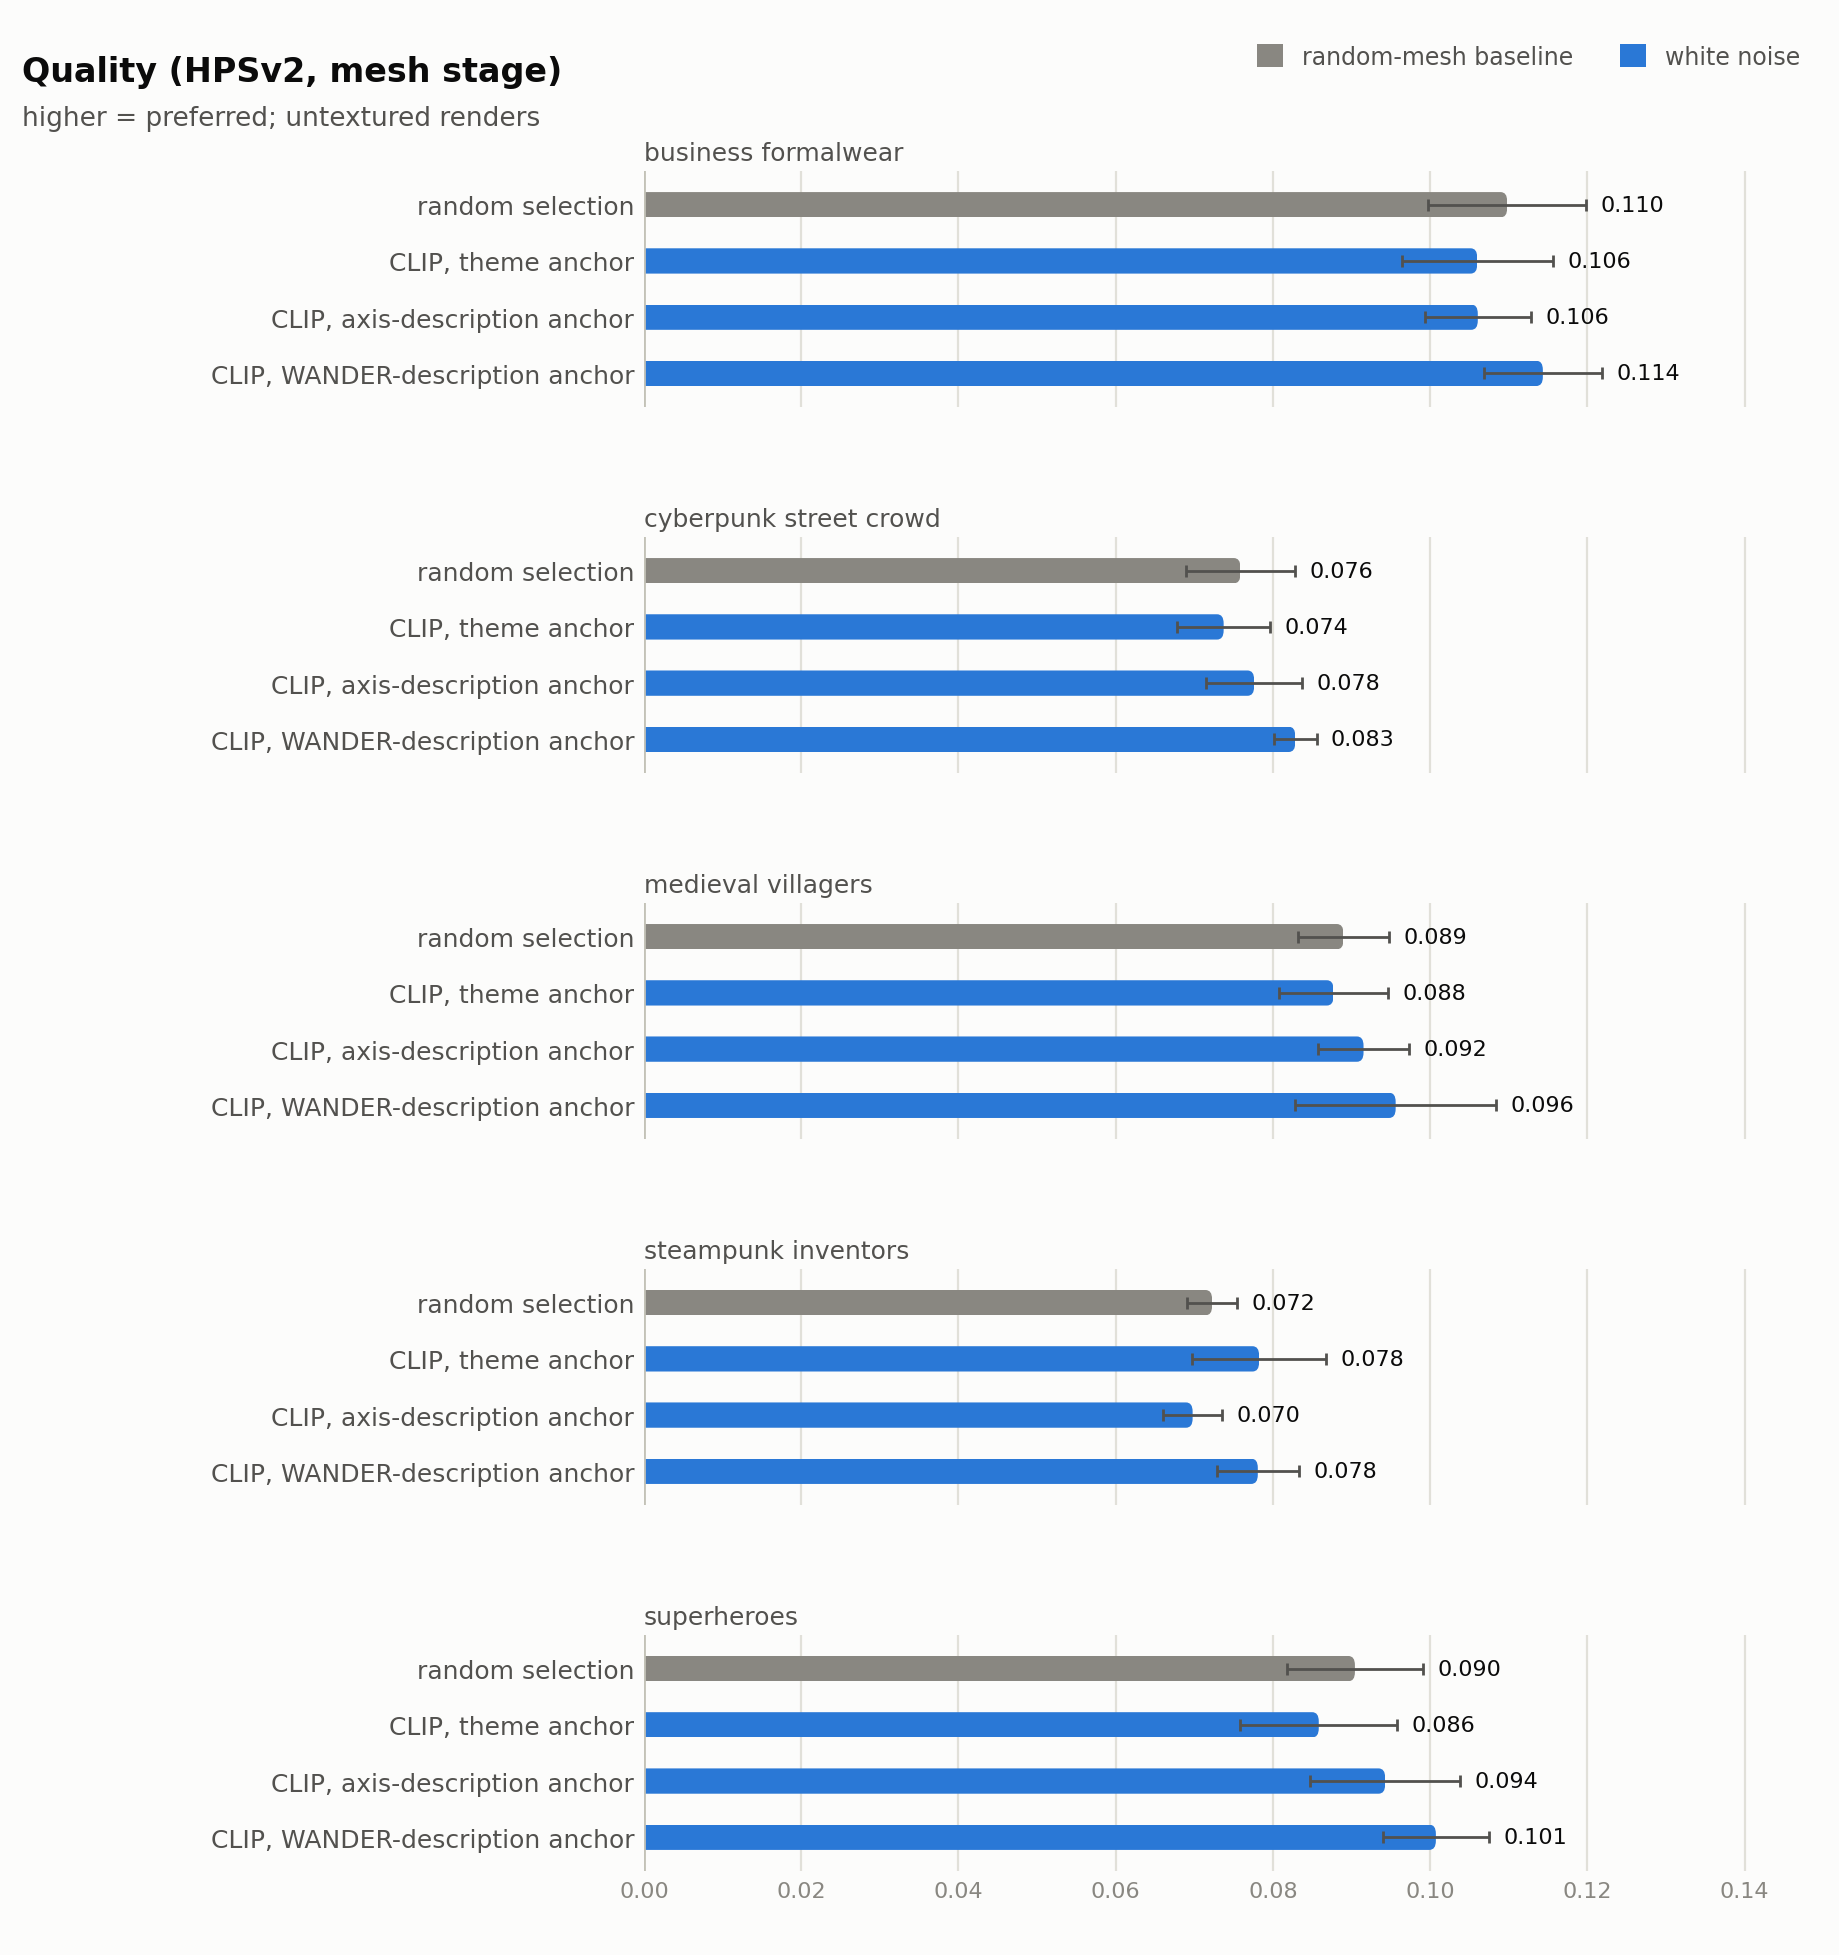 Quality (HPSv2, mesh stage)
higher = preferred; untextured renders
random-mesh baseline
white noise
business formalwear
random selection 0.110
CLIP, theme anchor 0.106
CLIP, axis-description anchor 0.106
CLIP, WANDER-description anchor 0.114
cyberpunk street crowd
random selection 0.076
CLIP, theme anchor 0.074
CLIP, axis-description anchor 0.078
CLIP, WANDER-description anchor 0.083
medieval villagers
random selection 0.089
CLIP, theme anchor 0.088
CLIP, axis-description anchor 0.092
CLIP, WANDER-description anchor 0.096
steampunk inventors
random selection 0.072
CLIP, theme anchor 0.078
CLIP, axis-description anchor 0.070
CLIP, WANDER-description anchor 0.078
superheroes
random selection 0.090
CLIP, theme anchor 0.086
CLIP, axis-description anchor 0.094
CLIP, WANDER-description anchor 0.101
0.00 0.02 0.04 0.06 0.08 0.10 0.12 0.14